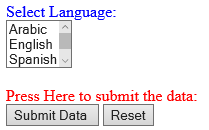 Select Language:
Arabic
English
Spanish
Press Here to submit the data:
Submit Data Reset